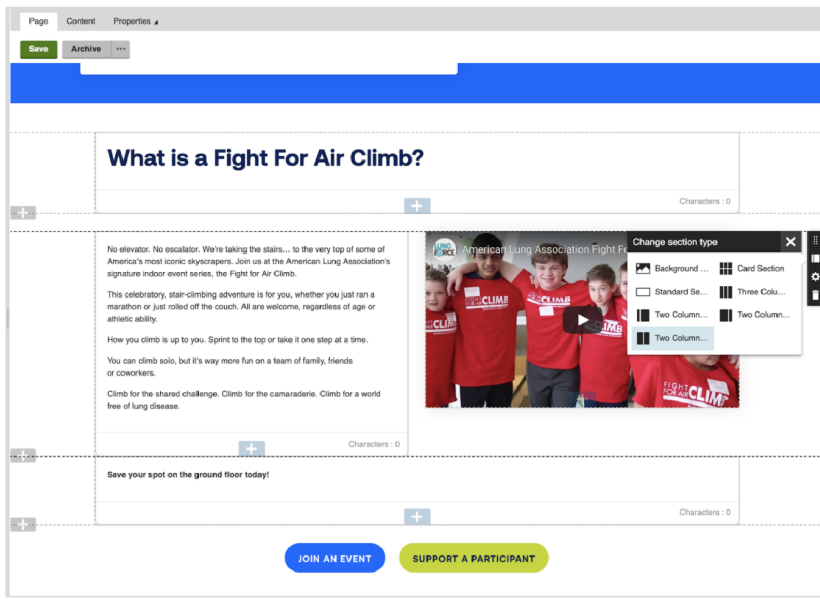 Page Content Properties
Save Archive ...
What is a Fight For Air Climb?
Characters : 0
No elevator. No escalator. We're taking the stairs... to the very top of some of
America's most iconic skyscrapers. Join us at the American Lung Association's
signature indoor event series, the Fight for Air Climb.
This celebratory, stair-climbing adventure is for you, whether you just ran a
marathon or just rolled off the couch. All are welcome, regardless of age or
athletic ability.
How you climb is up to you. Sprint to the top or take it one step at a time.
You can climb solo, but it's way more fun on a team of family, friends
or coworkers.
Climb for the shared challenge. Climb for the camaraderie. Climb for a world
free of lung disease.
Characters : 0
LUNG
FORCE
American Lung Association Fight Fo
CLIMB
CLIMB
FIGHT
FOR AIR CLIMB
Change section type
Background ... Card Section
Standard Se... Three Colu...
Two Column... Two Column...
Two Column...
Save your spot on the ground floor today!
Characters : 0
JOIN AN EVENT SUPPORT A PARTICIPANT